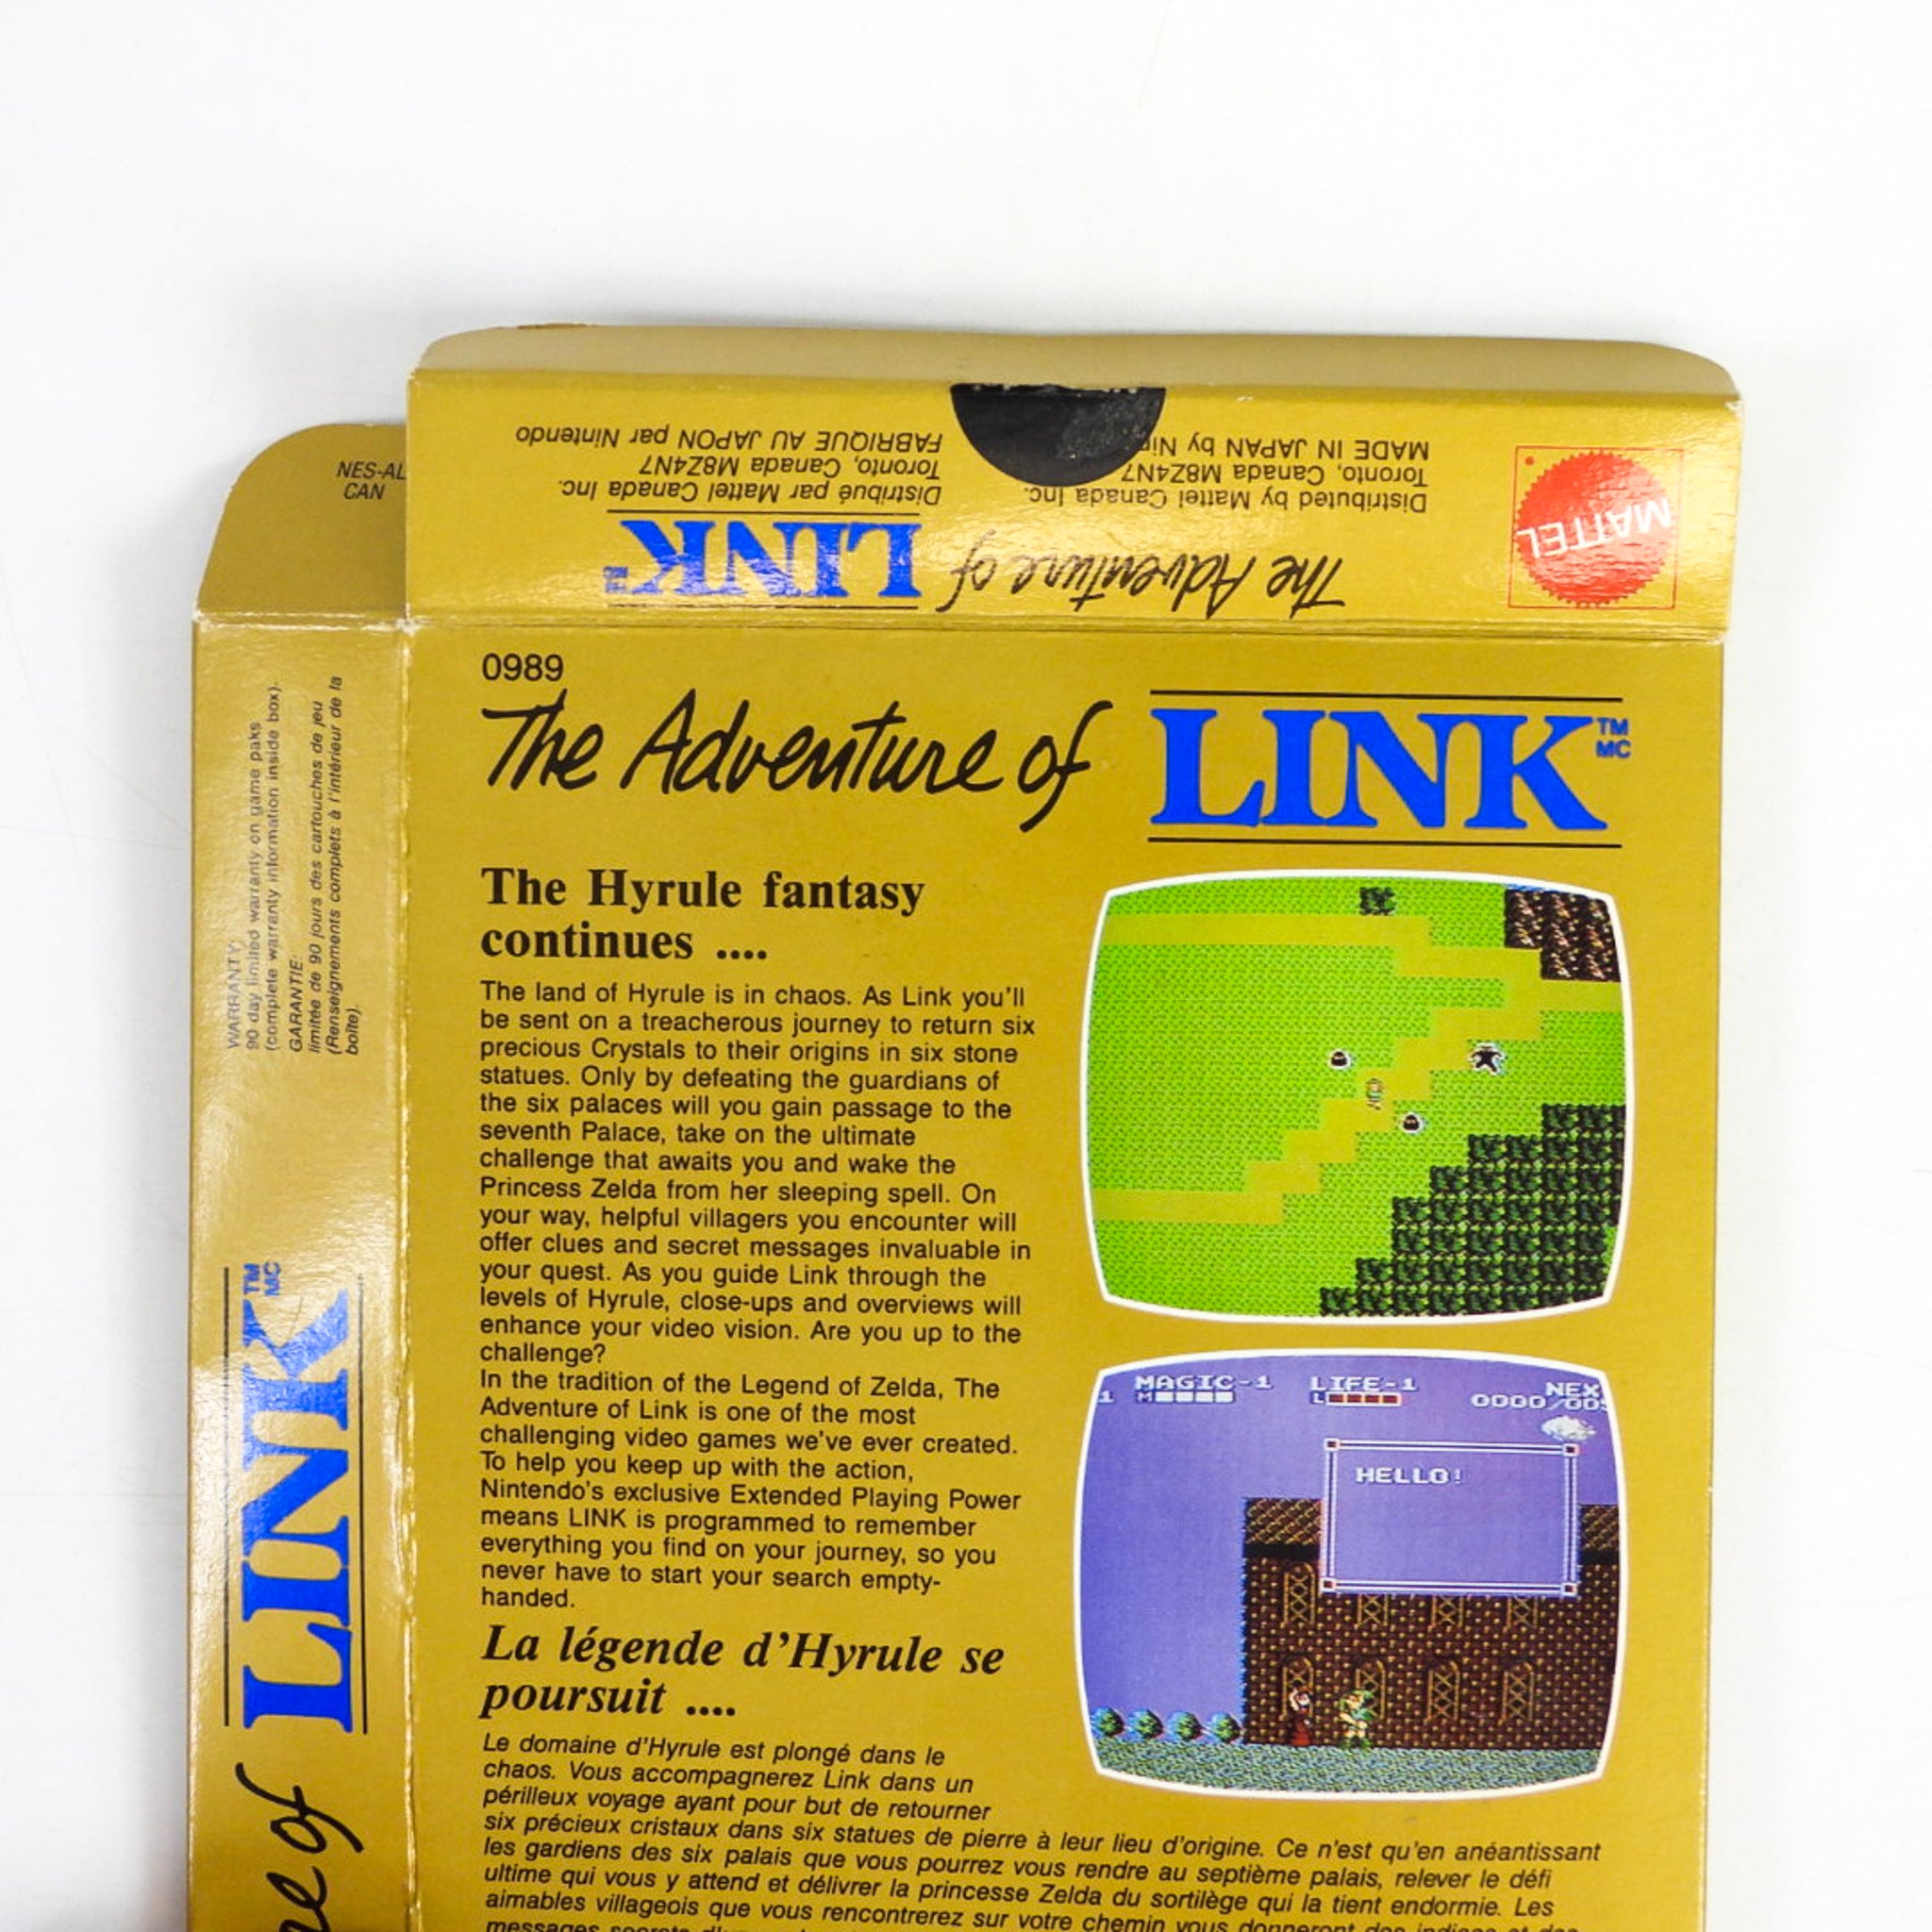 NES-AL
CAN
FABRIQUE AU JAPON par Nintendo
Toronto, Canada M8Z4N7
Distribué par Mattel Canada Inc.
MADE IN JAPAN by
Toronto, Canada M8Z4N7
Distributed by Mattel Canada Inc.
The Adventure of LINK
MATTEL
0989
The Adventure of LINK TM MC
The Hyrule fantasy
continues ....
The land of Hyrule is in chaos. As Link you'll
be sent on a treacherous journey to return six
precious Crystals to their origins in six stone
statues. Only by defeating the guardians of
the six palaces will you gain passage to the
seventh Palace, take on the ultimate
challenge that awaits you and wake the
Princess Zelda from her sleeping spell. On
your way, helpful villagers you encounter will
offer clues and secret messages invaluable in
your quest. As you guide Link through the
levels of Hyrule, close-ups and overviews will
enhance your video vision. Are you up to the
challenge?
In the tradition of the Legend of Zelda, The
Adventure of Link is one of the most
challenging video games we've ever created.
To help you keep up with the action,
Nintendo's exclusive Extended Playing Power
means LINK is programmed to remember
everything you find on your journey, so you
never have to start your search empty-
handed.
La légende d'Hyrule se
poursuit ....
Le domaine d'Hyrule est plongé dans le
chaos. Vous accompagnerez Link dans un
périlleux voyage ayant pour but de retourner
six précieux cristaux dans six statues de pierre à leur lieu d'origine. Ce n'est qu'en anéantissant
les gardiens des six palais que vous pourrez vous rendre au septième palais, relever le défi
ultime qui vous y attend et délivrer la princesse Zelda du sortilège qui la tient endormie. Les
aimables villageois que vous rencontrerez sur votre chemin vous donneront des indices et des
messages secrets
1 MAGIC-1 LIFE-1 NEX
M L 0000/00
HELLO!
WARRANTY:
90 day limited warranty on game paks
(complete warranty information inside box).
GARANTIE:
limitée de 90 jours des cartouches de jeu
(Renseignements complets à l'intérieur de la
boîte).
of LINK TM MC